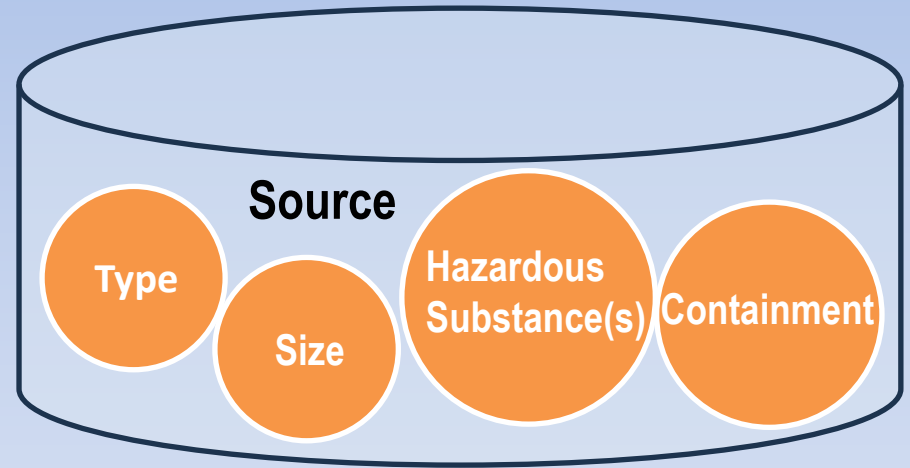 Source
Type
Size
Hazardous
Substance(s)
Containment